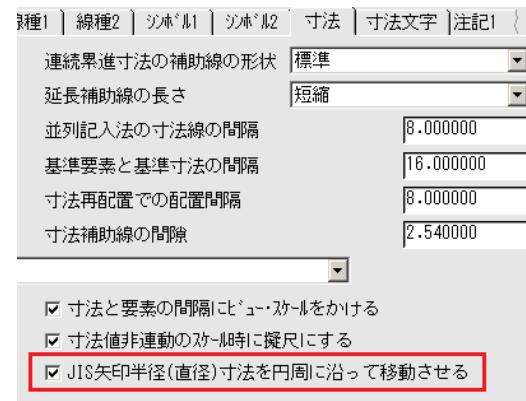 線種1 線種2 ｼﾝﾎﾞﾙ1 ｼﾝﾎﾞﾙ2 寸法 寸法文字 注記1
連続累進寸法の補助線の形状 標準
延長補助線の長さ 短縮
並列記入法の寸法線の間隔 8.000000
基準要素と基準寸法の間隔 16.000000
寸法再配置での配置間隔 8.000000
寸法補助線の間隙 2.540000
寸法と要素の間隔にﾋﾞｭｰ･ｽｹｰﾙをかける
寸法値非連動のｽｹｰﾙ時に擬尺にする
JIS矢印半径(直径)寸法を円周に沿って移動させる